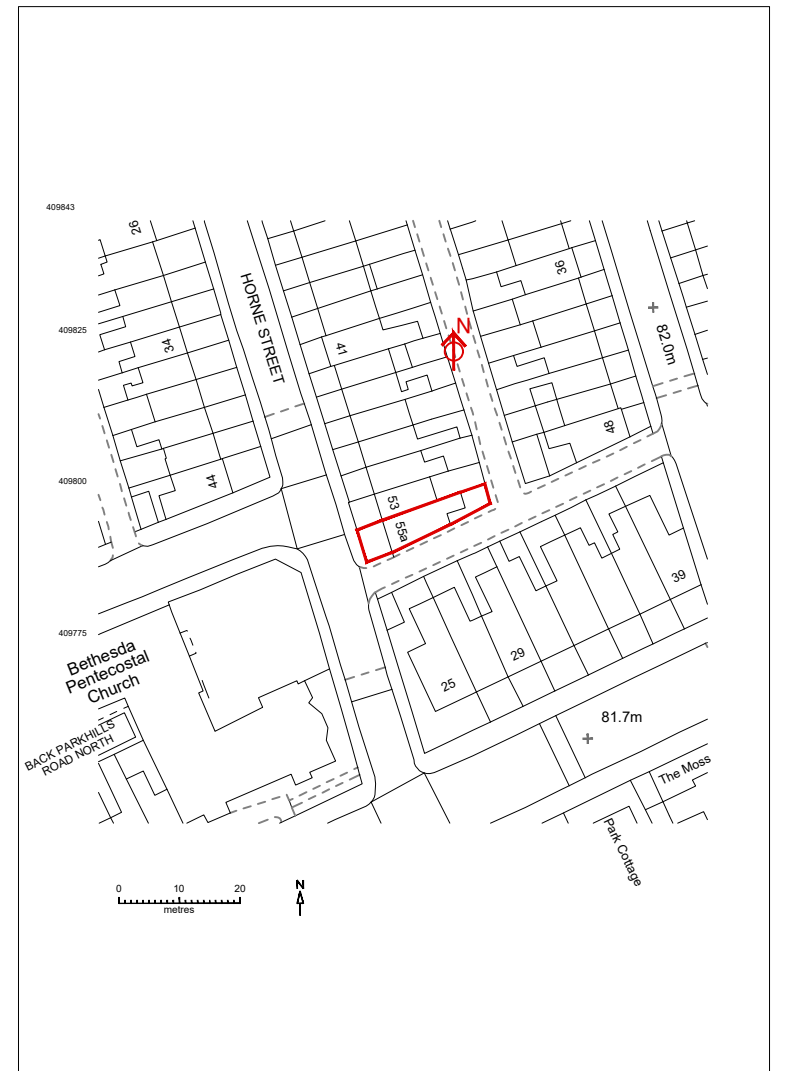 409843
26
HORNE STREET
36
409825
N
82.0m
34
41
48
409800
44
53
55a
39
409775
Bethesda
Pentecostal
Church
25
29
81.7m
BACK PARKHILLS
ROAD NORTH
The Moss
Park Cottage
0 10 20
metres
N